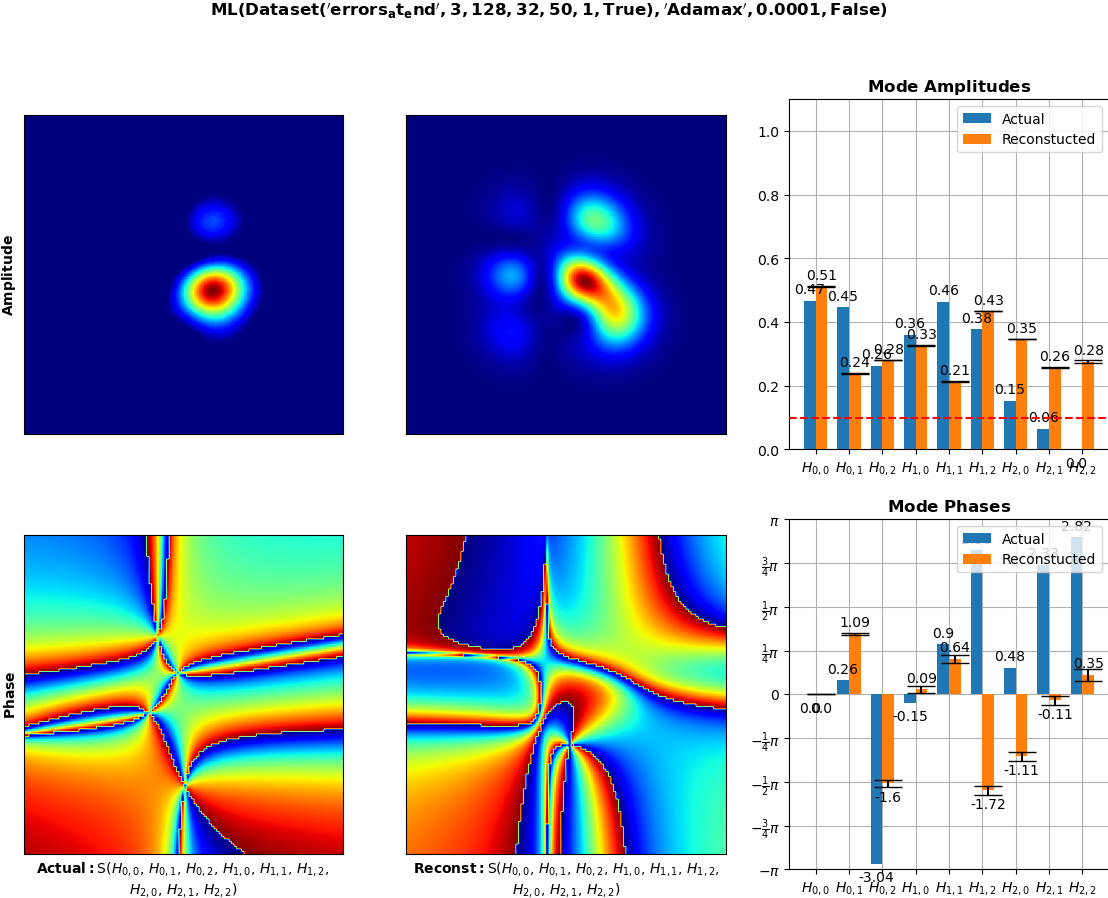 ML(Dataset('errors_at_end', 3, 128, 32, 50, 1, True), 'Adamax', 0.0001, False)
Amplitude
Mode Amplitudes
Actual
Reconstucted
1.0
0.8
0.6
0.4
0.2
0.0
0.47
0.51
0.45
0.24
0.26
0.28
0.36
0.33
0.46
0.21
0.38
0.43
0.15
0.35
0.06
0.26
0.0
0.28
H0,0 H0,1 H0,2 H1,0 H1,1 H1,2 H2,0 H2,1 H2,2
Phase
Mode Phases
Actual
Reconstucted
π
3/4π
1/2π
1/4π
0
−1/4π
−1/2π
−3/4π
−π
0.0
0.0
0.26
1.09
-3.04
-1.6
-0.15
0.09
0.9
0.64
-1.72
0.48
-1.11
2.33
-0.11
2.82
0.35
H0,0 H0,1 H0,2 H1,0 H1,1 H1,2 H2,0 H2,1 H2,2
Actual: S(H0,0, H0,1, H0,2, H1,0, H1,1, H1,2,
H2,0, H2,1, H2,2)
Reconst: S(H0,0, H0,1, H0,2, H1,0, H1,1, H1,2,
H2,0, H2,1, H2,2)